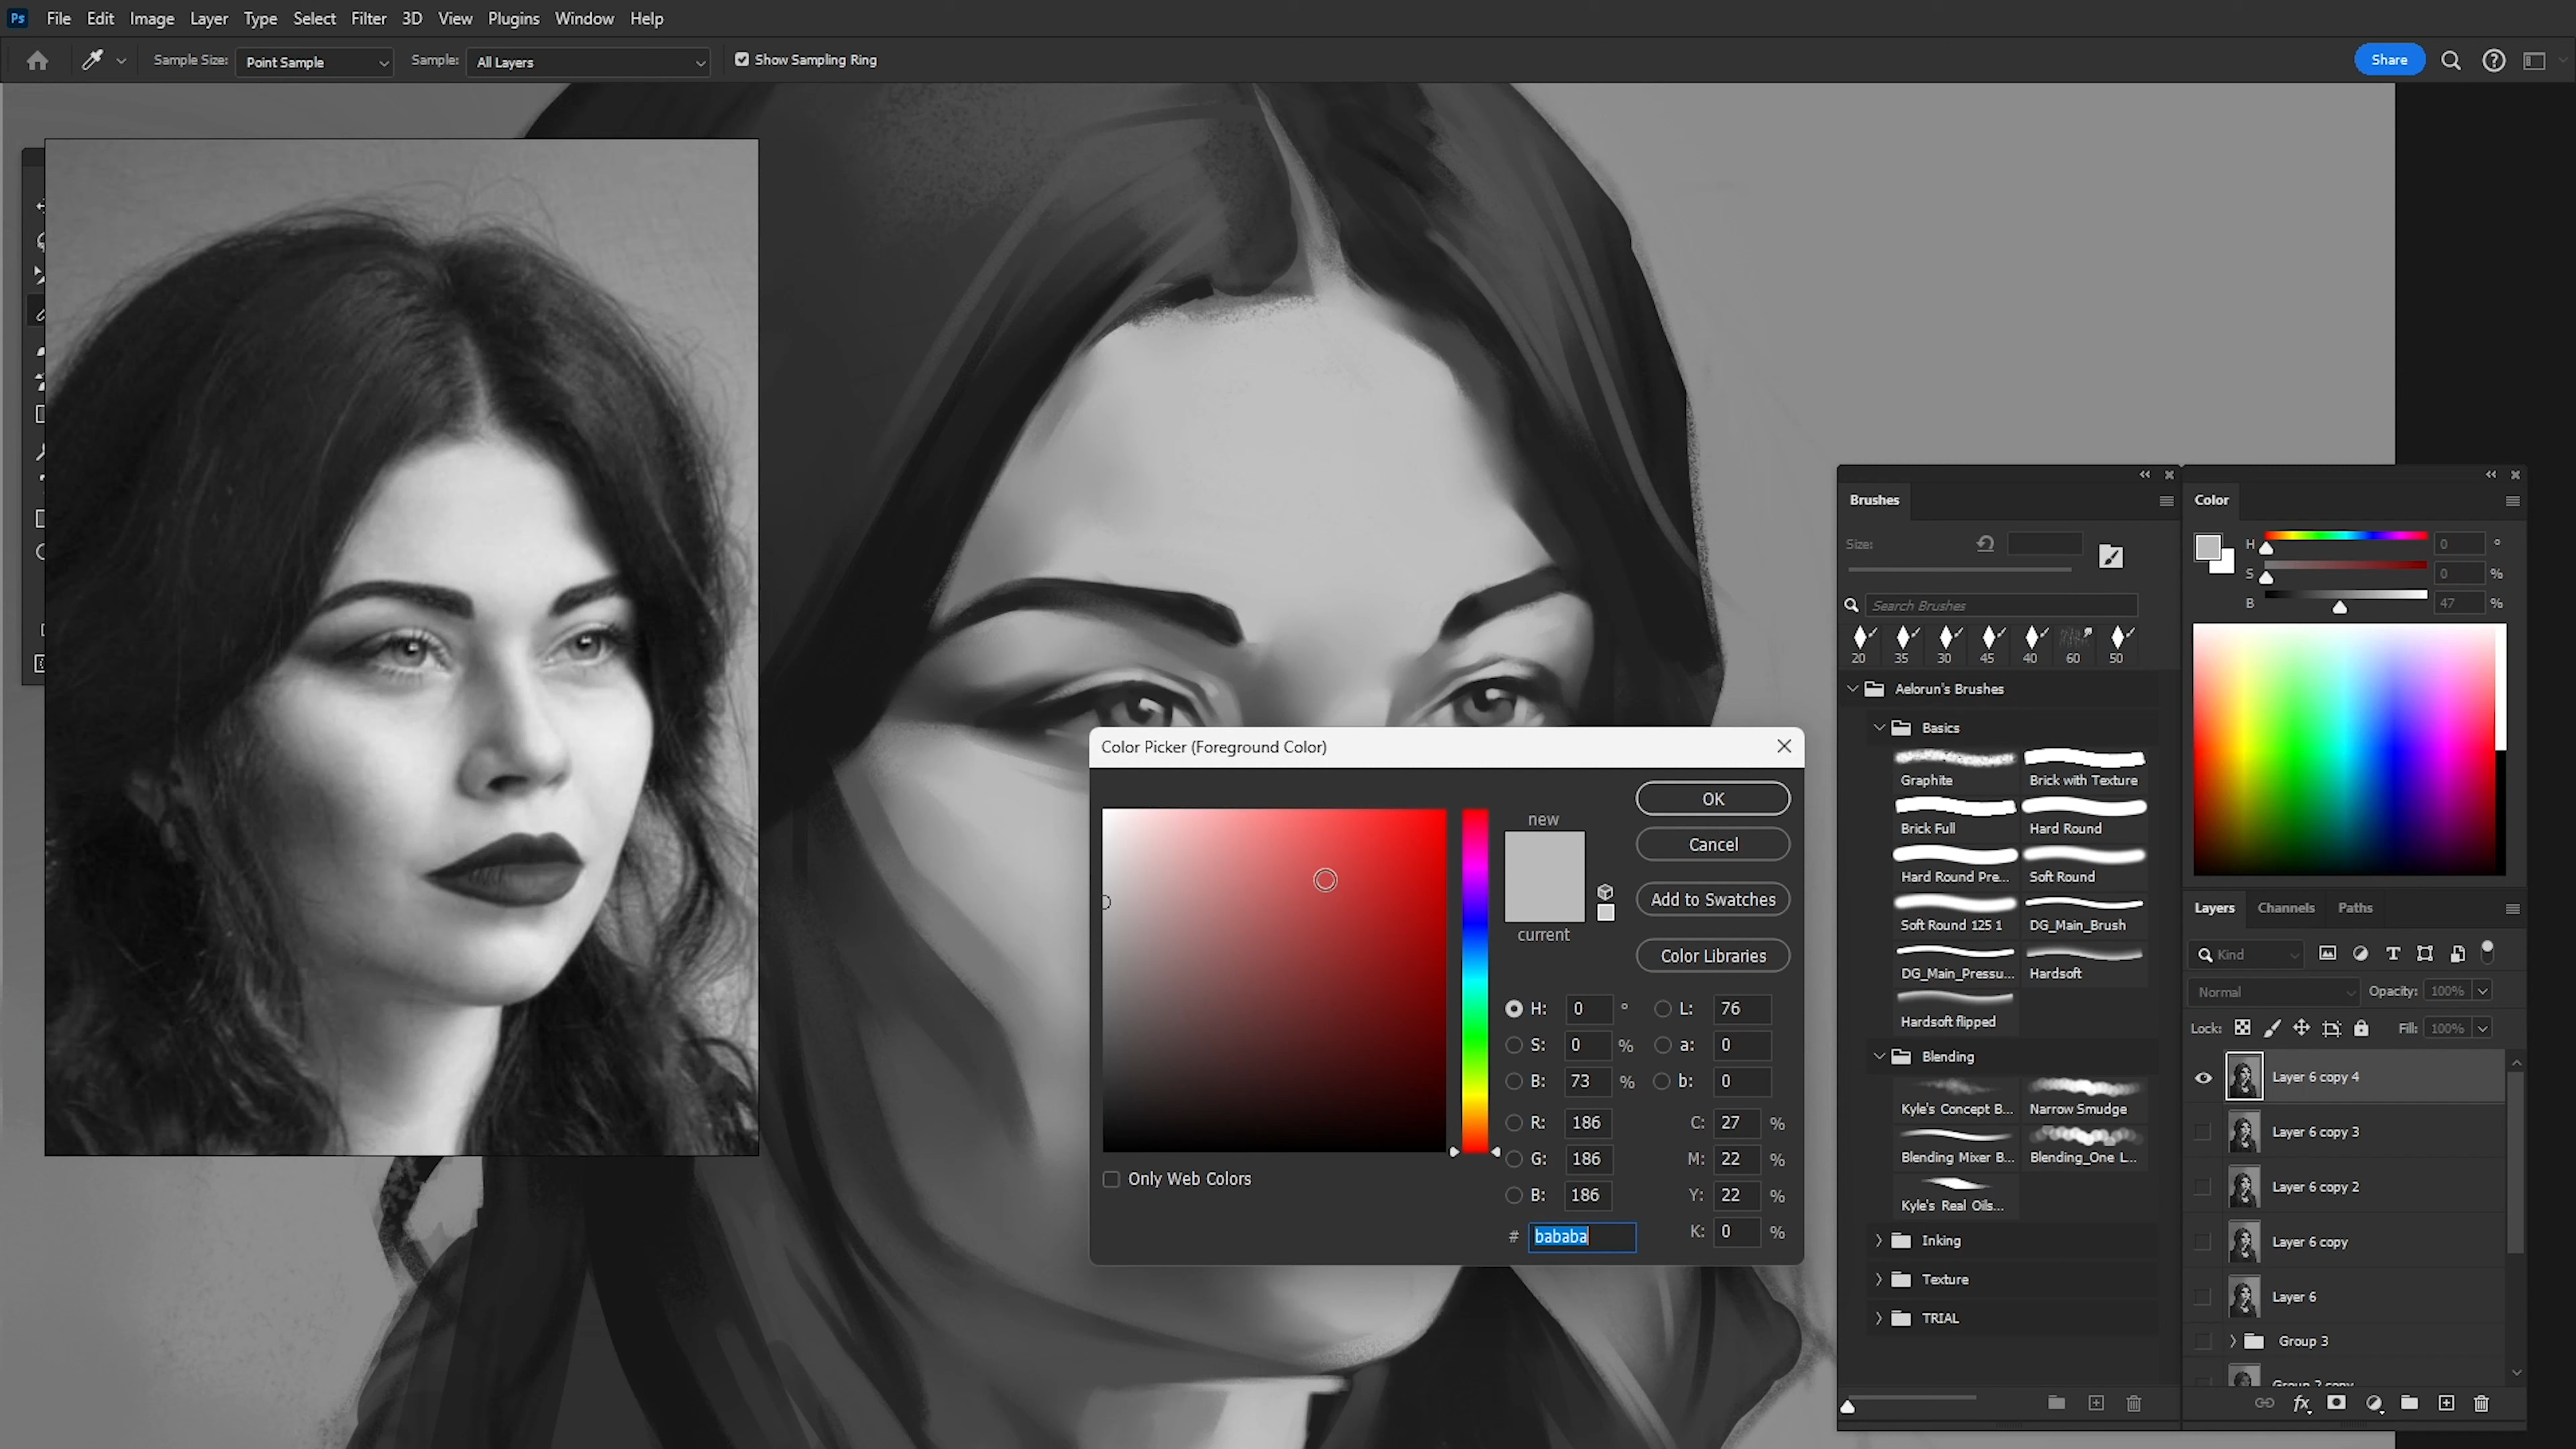 Ps File Edit Image Layer Type Select Filter 3D View Plugins Window Help
Sample Size: Point Sample Sample: All Layers Show Sampling Ring Share
Brushes
Size:
Search Brushes
20 35 30 45 40 60 50
Aelorun's Brushes
Basics
Graphite Brick with Texture
Brick Full Hard Round
Hard Round Pre... Soft Round
Soft Round 125 1 DG_Main_Brush
DG_Main_Pressu... Hardsoft
Hardsoft flipped
Blending
Kyle's Concept B... Narrow Smudge
Blending Mixer B... Blending_One L...
Kyle's Real Oils...
Inking
Texture
TRIAL
Color
H 0 °
S 0 %
B 47 %
Layers Channels Paths
Kind
Normal Opacity: 100%
Lock: Fill: 100%
Layer 6 copy 4
Layer 6 copy 3
Layer 6 copy 2
Layer 6 copy
Layer 6
Group 3
Group 2 copy
fx
Color Picker (Foreground Color)
new
current
OK
Cancel
Add to Swatches
Color Libraries
H: 0 ° L: 76
S: 0 % a: 0
B: 73 % b: 0
R: 186 C: 27 %
G: 186 M: 22 %
B: 186 Y: 22 %
# bababa K: 0 %
Only Web Colors